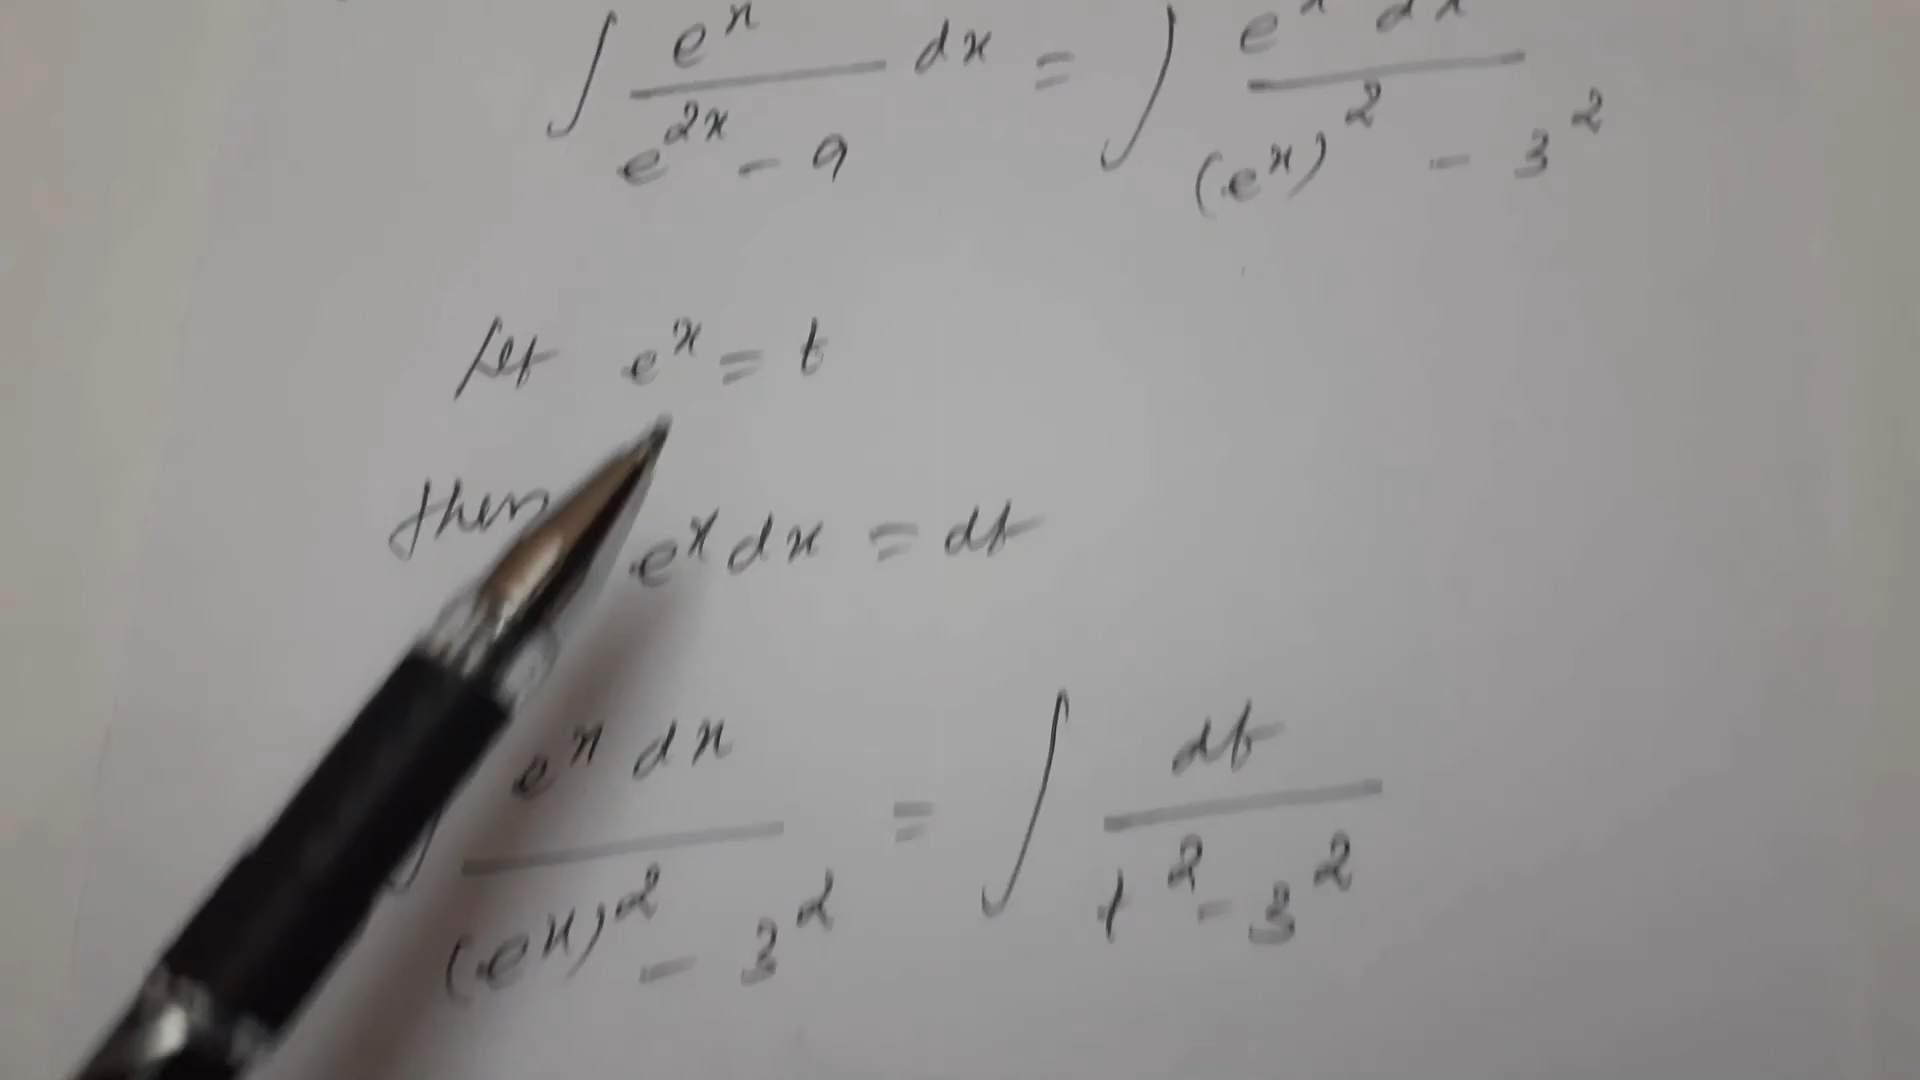 ∫ e^x / (e^{2x} - 9) dx = ∫ e^x dx / ((e^x)^2 - 3^2)
Let e^x = t
then e^x dx = dt
∫ e^x dx / ((e^x)^2 - 3^2) = ∫ dt / (t^2 - 3^2)